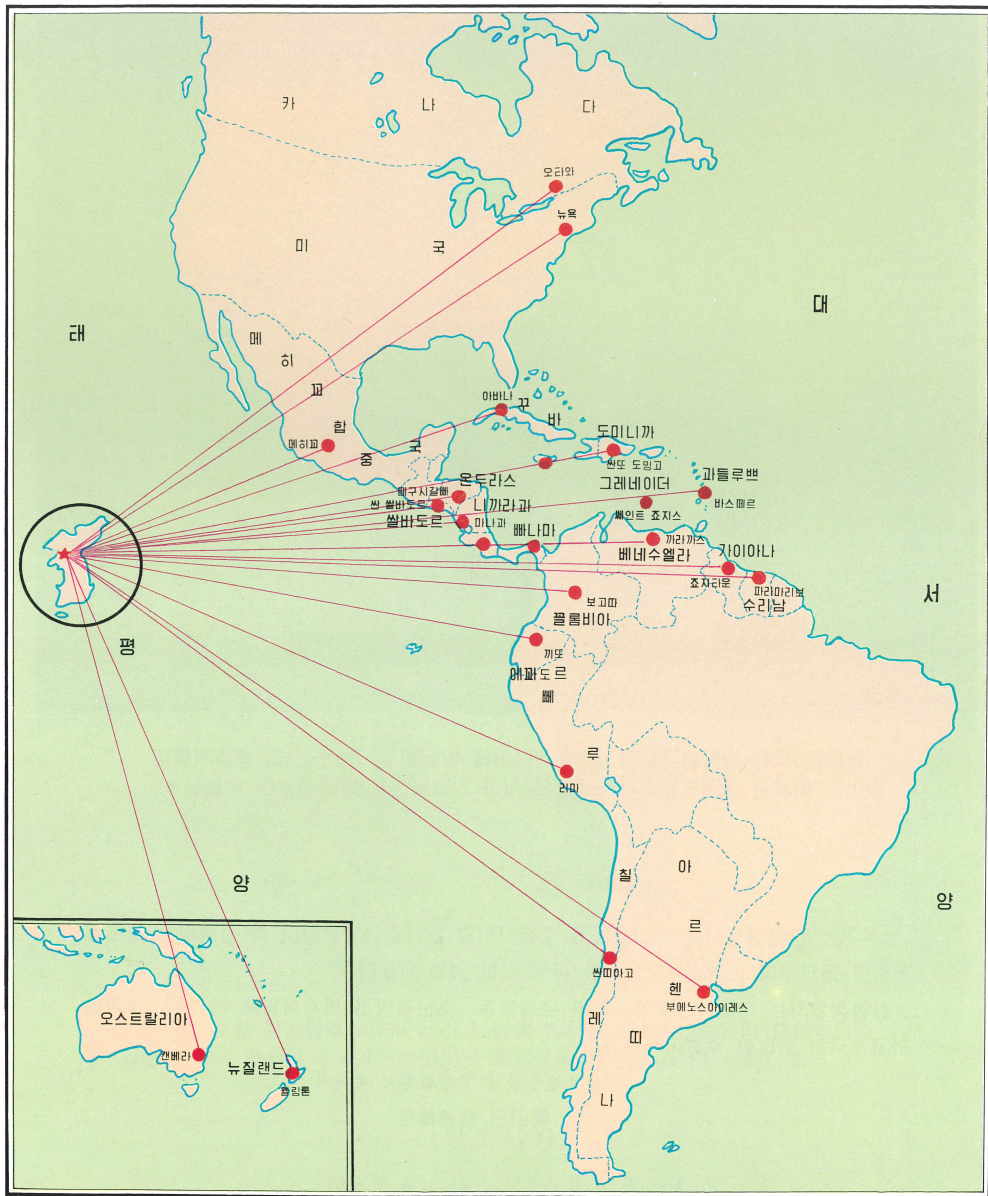 카 나 다
오타와
뉴욕
미 국
태
대
메 히 꼬 합 중 국
아바나
꾸 바
메히꼬
도미니까
싼또 도밍고
온두라스
떼구시갈빠
그레네이더
쎄인트 죠지스
과들루쁘
바스떼르
싼 쌀바도르
쌀바도르
니까라과
마나과
빠나마
까라까스
베네수엘라
가이아나
죠지타운
파라마리보
수리남
보고따
꼴롬비아
서
평
끼또
에꽈도르
뻬 루
리마
양
칠 레
아 르 헨 띠 나
양
싼띠아고
부에노스아이레스
오스트랄리아
캔베라
뉴질랜드
웰링톤